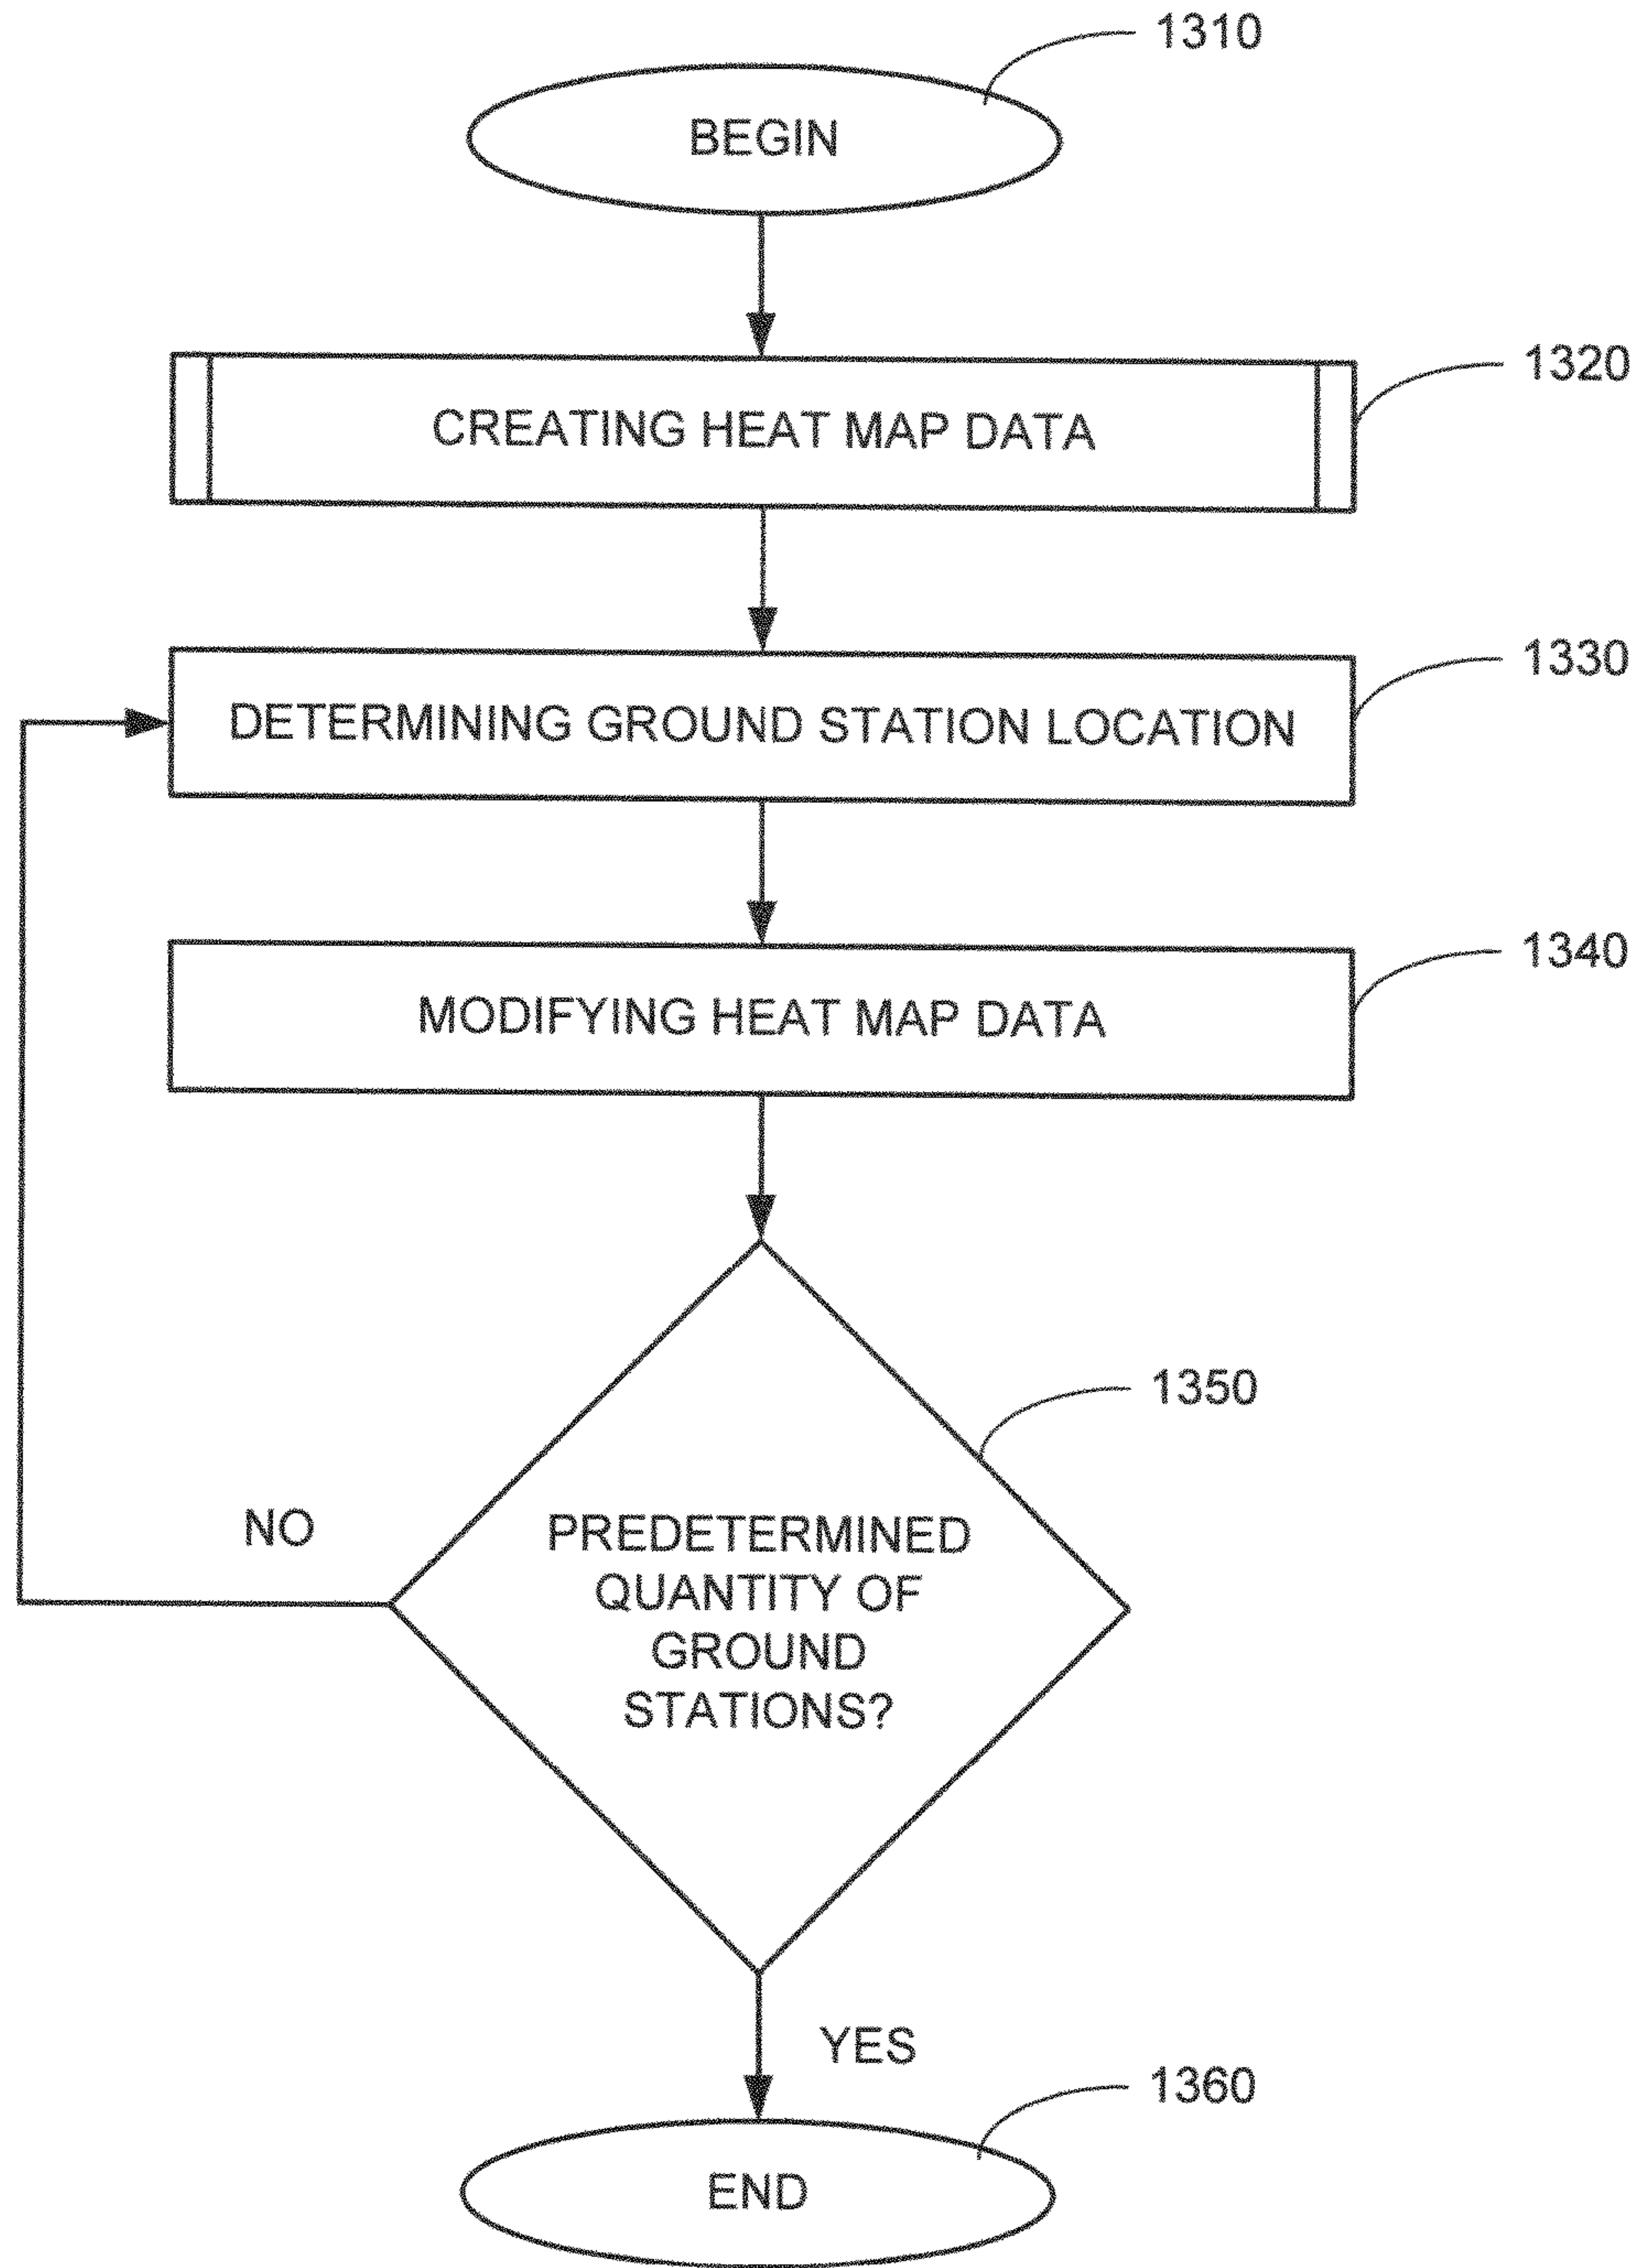 1310
BEGIN
1320
CREATING HEAT MAP DATA
1330
DETERMINING GROUND STATION LOCATION
1340
MODIFYING HEAT MAP DATA
1350
NO
PREDETERMINED
QUANTITY OF
GROUND
STATIONS?
YES
1360
END